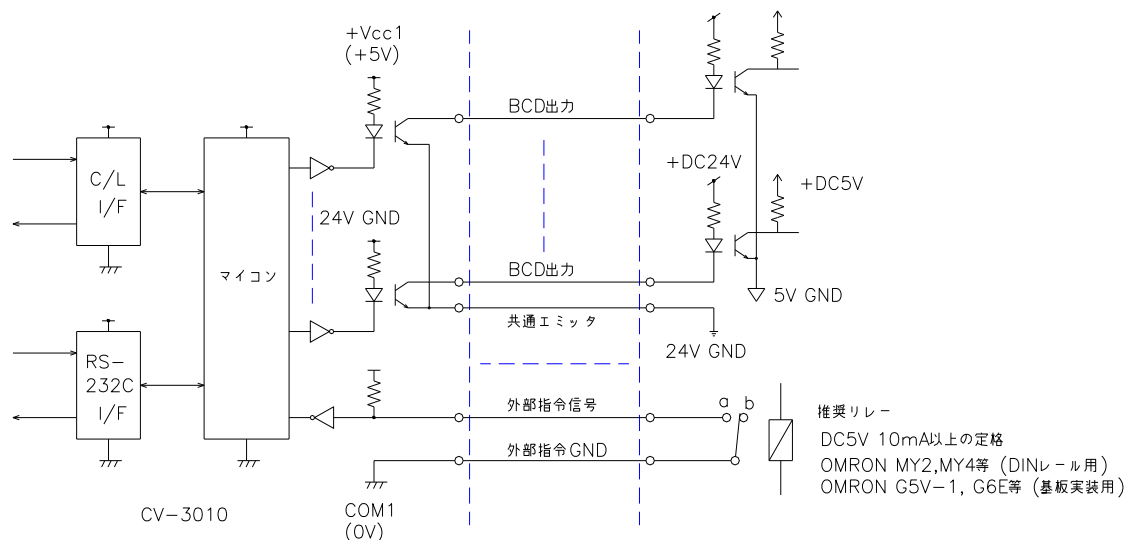 +Vcc1
(+5V)
BCD出力
+DC24V
+DC5V
C/L
I/F
24V GND
マイコン
BCD出力
5V GND
共通エミッタ
24V GND
RS-
232C
I/F
外部指令信号
a b
推奨リレー
DC5V 10mA以上の定格
外部指令GND
OMRON MY2,MY4等 (DINレール用)
OMRON G5V-1, G6E等 (基板実装用)
CV-3010
COM1
(0V)